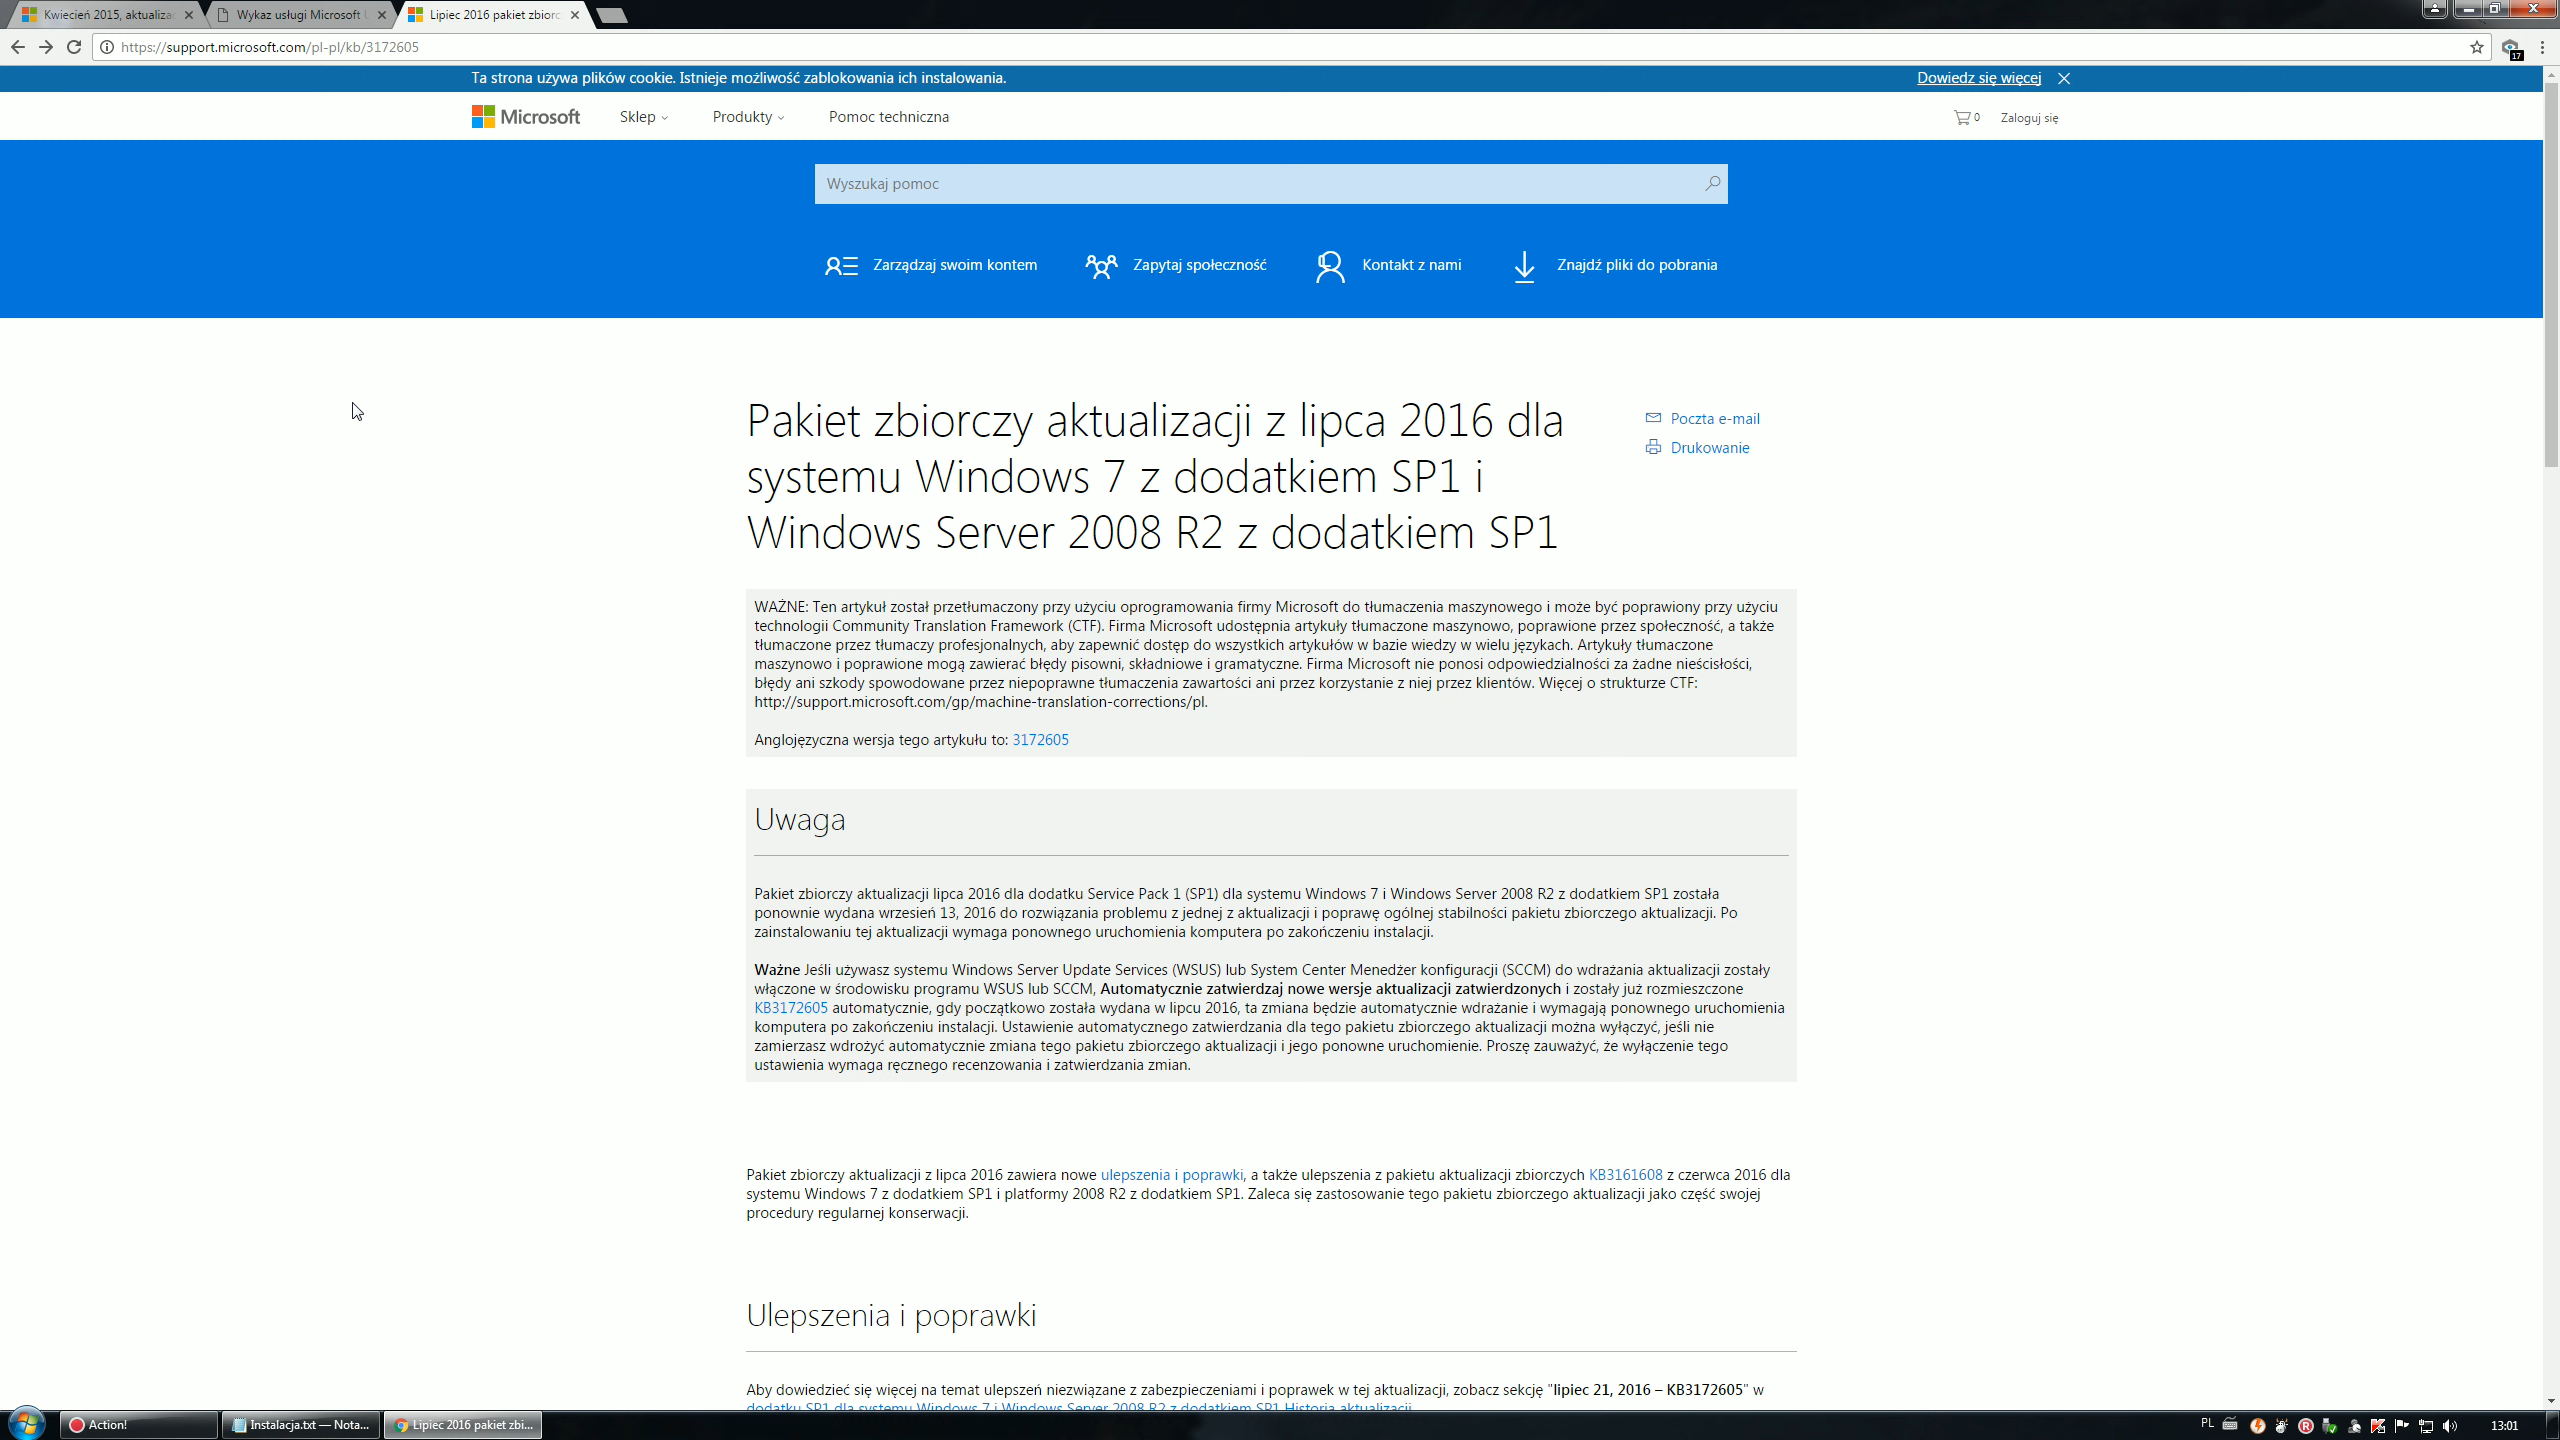 Kwiecień 2015, aktualizac
Wykaz usługi Microsoft U
Lipiec 2016 pakiet zbiorc
https://support.microsoft.com/pl-pl/kb/3172605
17
Ta strona używa plików cookie. Istnieje możliwość zablokowania ich instalowania.
Dowiedz się więcej
Microsoft
Sklep
Produkty
Pomoc techniczna
0
Zaloguj się
Wyszukaj pomoc
Zarządzaj swoim kontem
Zapytaj społeczność
Kontakt z nami
Znajdź pliki do pobrania
Pakiet zbiorczy aktualizacji z lipca 2016 dla
systemu Windows 7 z dodatkiem SP1 i
Windows Server 2008 R2 z dodatkiem SP1
Poczta e-mail
Drukowanie
WAŻNE: Ten artykuł został przetłumaczony przy użyciu oprogramowania firmy Microsoft do tłumaczenia maszynowego i może być poprawiony przy użyciu
technologii Community Translation Framework (CTF). Firma Microsoft udostępnia artykuły tłumaczone maszynowo, poprawione przez społeczność, a także
tłumaczone przez tłumaczy profesjonalnych, aby zapewnić dostęp do wszystkich artykułów w bazie wiedzy w wielu językach. Artykuły tłumaczone
maszynowo i poprawione mogą zawierać błędy pisowni, składniowe i gramatyczne. Firma Microsoft nie ponosi odpowiedzialności za żadne nieścisłości,
błędy ani szkody spowodowane przez niepoprawne tłumaczenia zawartości ani przez korzystanie z niej przez klientów. Więcej o strukturze CTF:
http://support.microsoft.com/gp/machine-translation-corrections/pl.
Anglojęzyczna wersja tego artykułu to: 3172605
Uwaga
Pakiet zbiorczy aktualizacji lipca 2016 dla dodatku Service Pack 1 (SP1) dla systemu Windows 7 i Windows Server 2008 R2 z dodatkiem SP1 została
ponownie wydana wrzesień 13, 2016 do rozwiązania problemu z jednej z aktualizacji i poprawę ogólnej stabilności pakietu zbiorczego aktualizacji. Po
zainstalowaniu tej aktualizacji wymaga ponownego uruchomienia komputera po zakończeniu instalacji.
Ważne Jeśli używasz systemu Windows Server Update Services (WSUS) lub System Center Menedżer konfiguracji (SCCM) do wdrażania aktualizacji zostały
włączone w środowisku programu WSUS lub SCCM, Automatycznie zatwierdzaj nowe wersje aktualizacji zatwierdzonych i zostały już rozmieszczone
KB3172605 automatycznie, gdy początkowo została wydana w lipcu 2016, ta zmiana będzie automatycznie wdrażanie i wymagają ponownego uruchomienia
komputera po zakończeniu instalacji. Ustawienie automatycznego zatwierdzania dla tego pakietu zbiorczego aktualizacji można wyłączyć, jeśli nie
zamierzasz wdrożyć automatycznie zmiana tego pakietu zbiorczego aktualizacji i jego ponowne uruchomienie. Proszę zauważyć, że wyłączenie tego
ustawienia wymaga ręcznego recenzowania i zatwierdzania zmian.
Pakiet zbiorczy aktualizacji z lipca 2016 zawiera nowe ulepszenia i poprawki, a także ulepszenia z pakietu aktualizacji zbiorczych KB3161608 z czerwca 2016 dla
systemu Windows 7 z dodatkiem SP1 i platformy 2008 R2 z dodatkiem SP1. Zaleca się zastosowanie tego pakietu zbiorczego aktualizacji jako część swojej
procedury regularnej konserwacji.
Ulepszenia i poprawki
Aby dowiedzieć się więcej na temat ulepszeń niezwiązane z zabezpieczeniami i poprawek w tej aktualizacji, zobacz sekcję "lipiec 21, 2016 – KB3172605" w
dodatku SP1 dla systemu Windows 7 i Windows Server 2008 R2 z dodatkiem SP1 Historia aktualizacji
Action!
Instalacja.txt — Nota...
Lipiec 2016 pakiet zbi...
PL
13:01